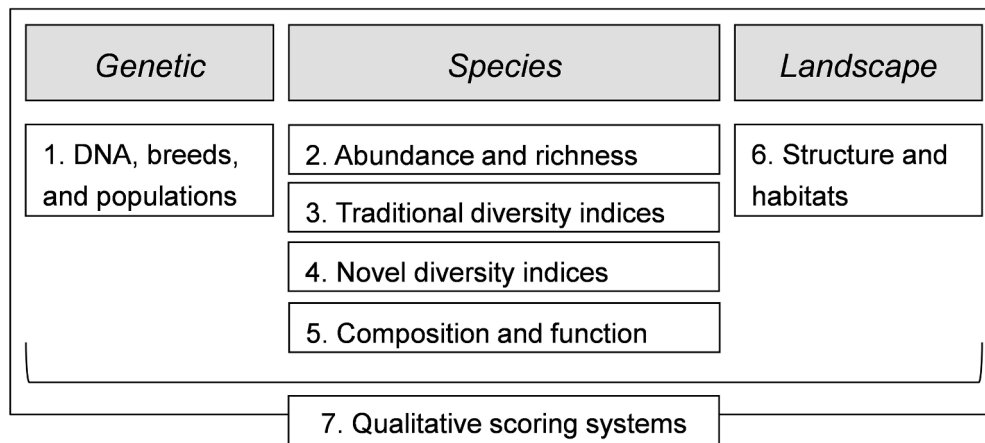 Genetic
Species
Landscape
1. DNA, breeds,
and populations
2. Abundance and richness
3. Traditional diversity indices
4. Novel diversity indices
5. Composition and function
6. Structure and
habitats
7. Qualitative scoring systems